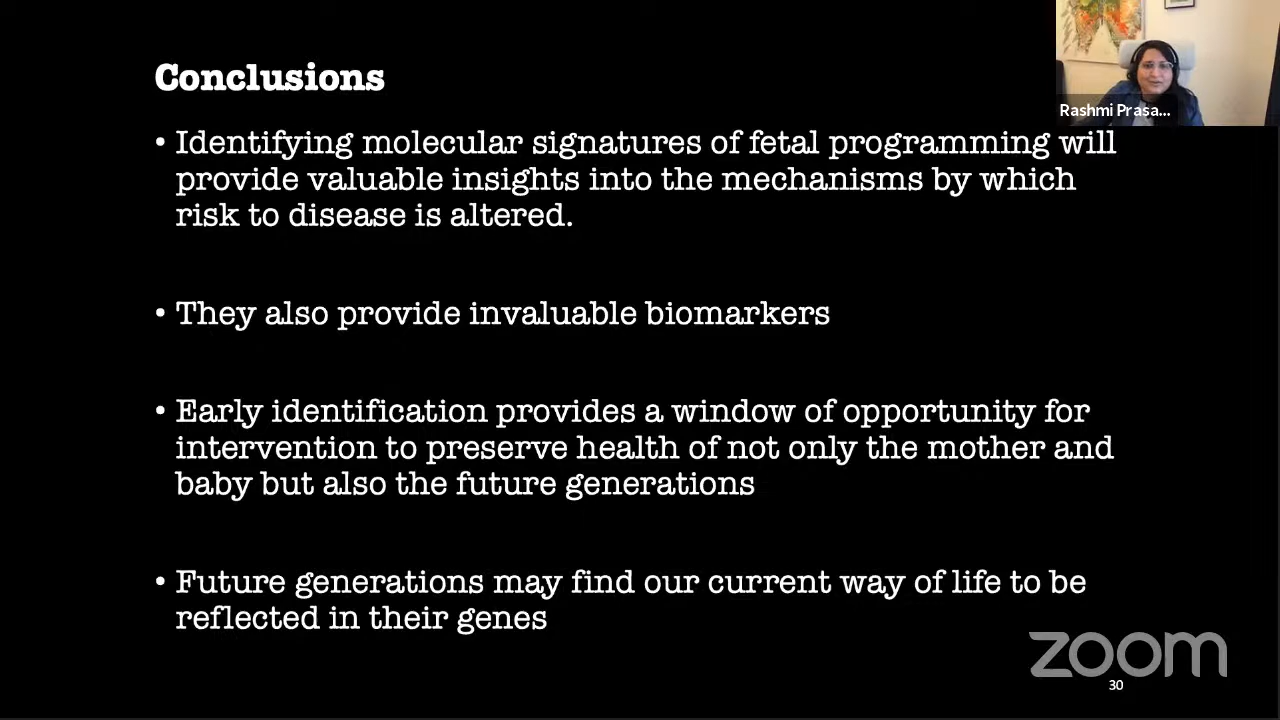 Conclusions
Rashmi Prasa...
• Identifying molecular signatures of fetal programming will
provide valuable insights into the mechanisms by which
risk to disease is altered.
• They also provide invaluable biomarkers
• Early identification provides a window of opportunity for
intervention to preserve health of not only the mother and
baby but also the future generations
• Future generations may find our current way of life to be
reflected in their genes
zoom
30